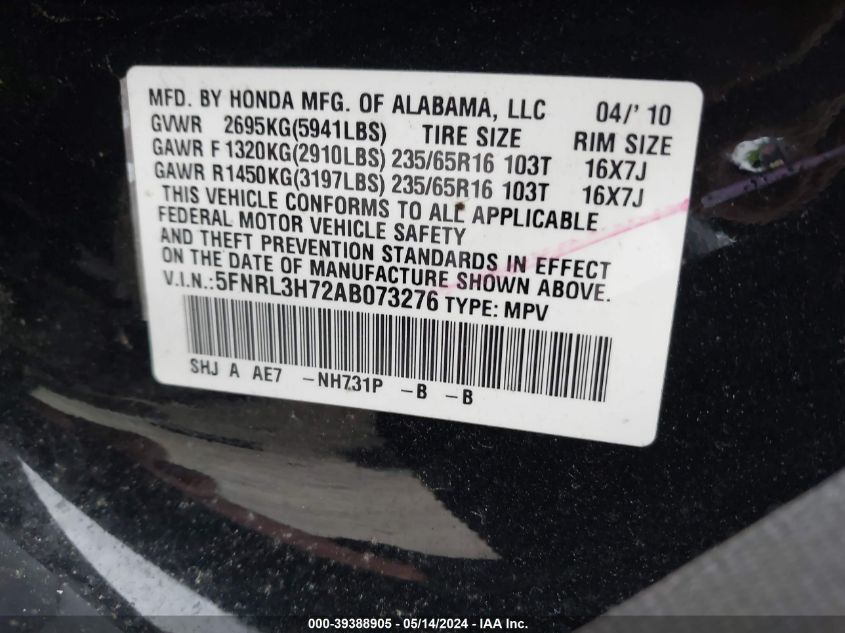 MFD. BY HONDA MFG. OF ALABAMA, LLC 04/' 10
GVWR 2695KG(5941LBS) TIRE SIZE RIM SIZE
GAWR F 1320KG(2910LBS) 235/65R16 103T 16X7J
GAWR R1450KG(3197LBS) 235/65R16 103T 16X7J
THIS VEHICLE CONFORMS TO ALL APPLICABLE
FEDERAL MOTOR VEHICLE SAFETY
AND THEFT PREVENTION STANDARDS IN EFFECT
ON THE DATE OF MANUFACTURE SHOWN ABOVE.
V.I.N.:5FNRL3H72AB073276 TYPE: MPV
SHJ A AE7 -NH731P -B -B
000-39388905 - 05/14/2024 - IAA Inc.